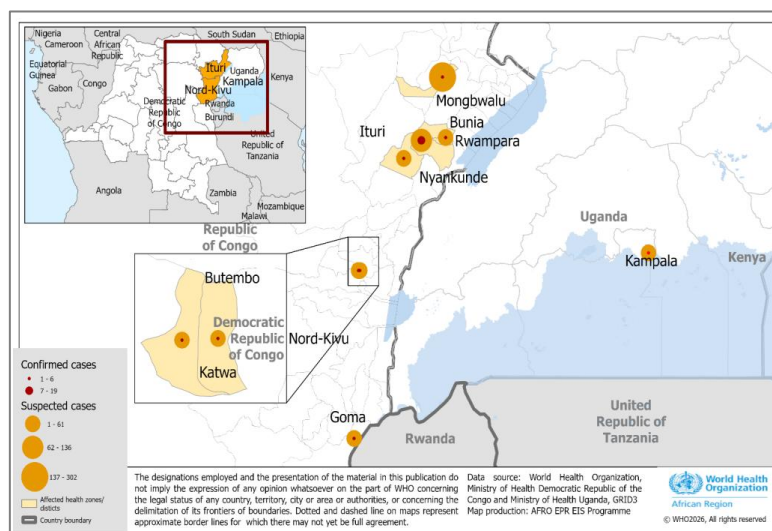 Nigeria
Cameroon
Central
African
Republic
South Sudan
Ethiopia
Equatorial
Guinea
Gabon
Congo
Ituri
Uganda
Kampala
Kenya
Nord-Kivu
Democratic
Republic
of Congo
Rwanda
Burundi
United
Republic of
Tanzania
Angola
Zambia
Malawi
Mozambique
Mongbwalu
Bunia
Ituri
Rwampara
Nyankunde
Republic
of Congo
Uganda
Kampala
Kenya
Butembo
Democratic
Republic
of Congo
Katwa
Nord-Kivu
Goma
Rwanda
United
Republic of
Tanzania
Confirmed cases
1 - 6
7 - 19
Suspected cases
1 - 61
62 - 136
137 - 302
Affected health zones/
disticts
Country boundary
The designations employed and the presentation of the material in this publication do
not imply the expression of any opinion whatsoever on the part of WHO concerning
the legal status of any country, territory, city or area or authorities, or concerning the
delimitation of its frontiers of boundaries. Dotted and dashed line on maps represent
approximate border lines for which there may not yet be full agreement.
Data source: World Health Organization,
Ministry of Health Democratic Republic of the
Congo and Ministry of Health Uganda, GRID3
Map production: AFRO EPR EIS Programme
World Health
Organization
African Region
© WHO2026, All rights reserved